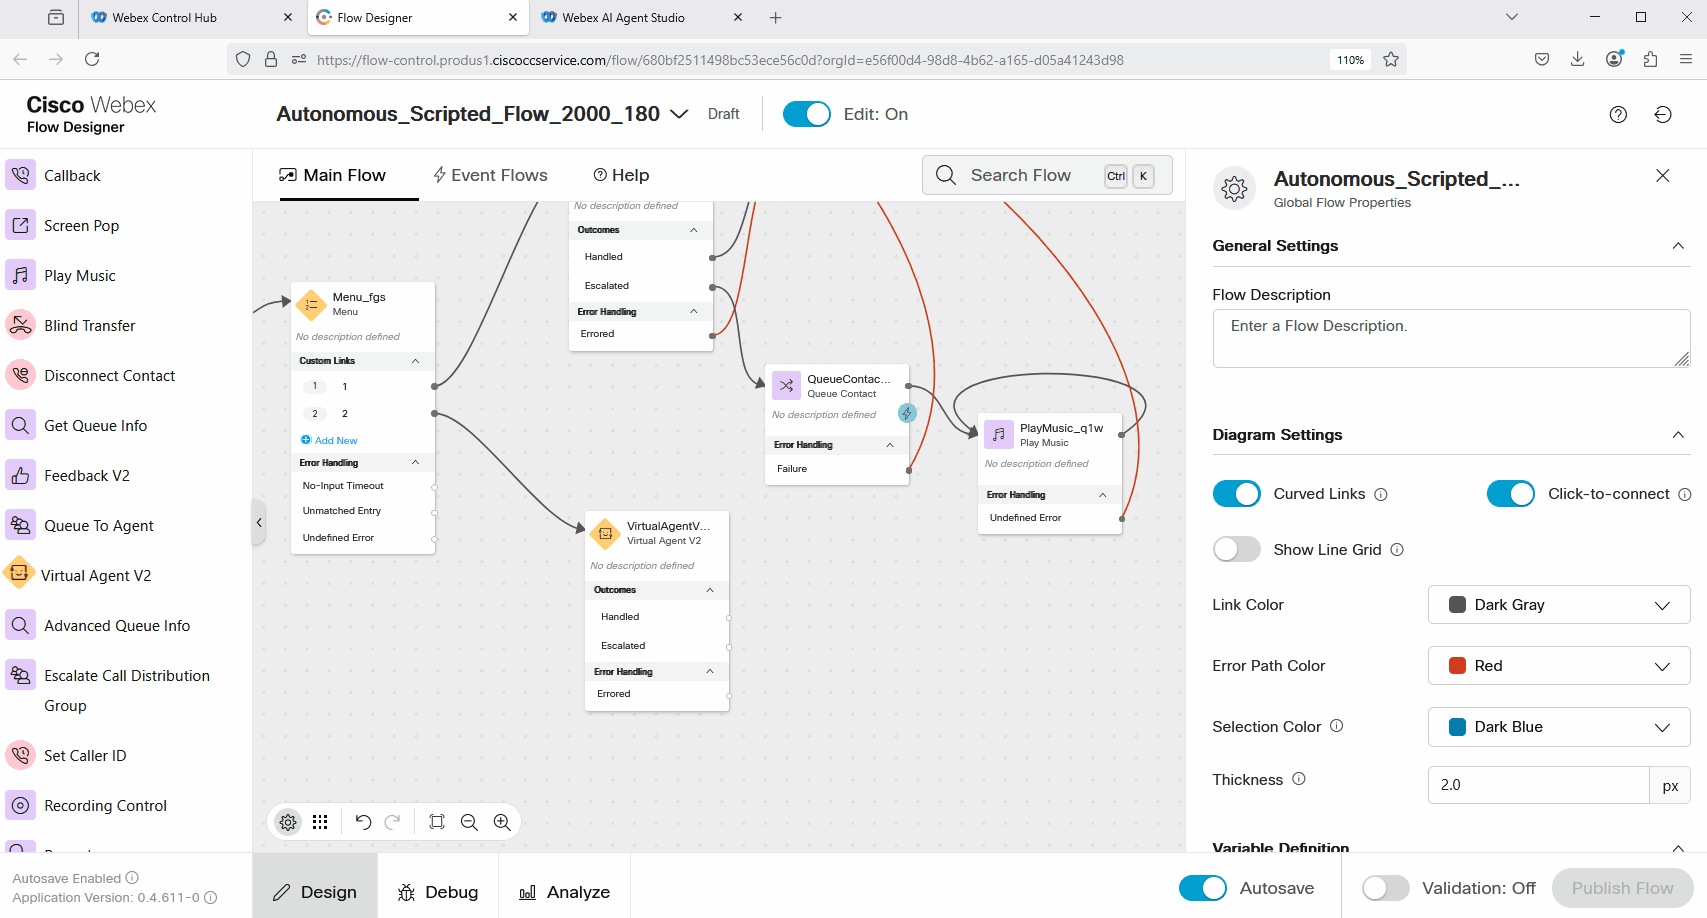 Webex Control Hub
Flow Designer
Webex AI Agent Studio
https://flow-control.produs1.ciscoccservice.com/flow/680bf2511498bc53ece56c0d?orgId=e56f00d4-98d8-4b62-a165-d05a41243d98
110%
Cisco Webex
Flow Designer
Autonomous_Scripted_Flow_2000_180
Draft
Edit: On
Callback
Screen Pop
Play Music
Blind Transfer
Disconnect Contact
Get Queue Info
Feedback V2
Queue To Agent
Virtual Agent V2
Advanced Queue Info
Escalate Call Distribution
Group
Set Caller ID
Recording Control
Main Flow
Event Flows
Help
Search Flow
Ctrl
K
No description defined
Outcomes
Handled
Escalated
Error Handling
Errored
Menu_fgs
Menu
No description defined
Custom Links
1 1
2 2
Add New
Error Handling
No-Input Timeout
Unmatched Entry
Undefined Error
QueueContac...
Queue Contact
No description defined
Error Handling
Failure
PlayMusic_q1w
Play Music
No description defined
Error Handling
Undefined Error
VirtualAgentV...
Virtual Agent V2
No description defined
Outcomes
Handled
Escalated
Error Handling
Errored
Autonomous_Scripted_...
Global Flow Properties
General Settings
Flow Description
Enter a Flow Description.
Diagram Settings
Curved Links
Click-to-connect
Show Line Grid
Link Color
Dark Gray
Error Path Color
Red
Selection Color
Dark Blue
Thickness
2.0
px
Variable Definition
Autosave Enabled
Application Version: 0.4.611-0
Design
Debug
Analyze
Autosave
Validation: Off
Publish Flow